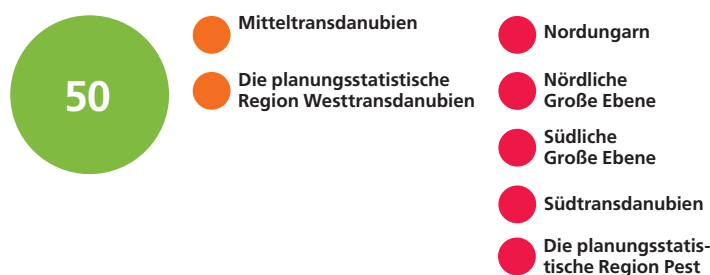 50
Mitteltransdanubien
Die planungsstatistische
Region Westtransdanubien
Nordungarn
Nördliche
Große Ebene
Südliche
Große Ebene
Südtransdanubien
Die planungsstatis-
tische Region Pest